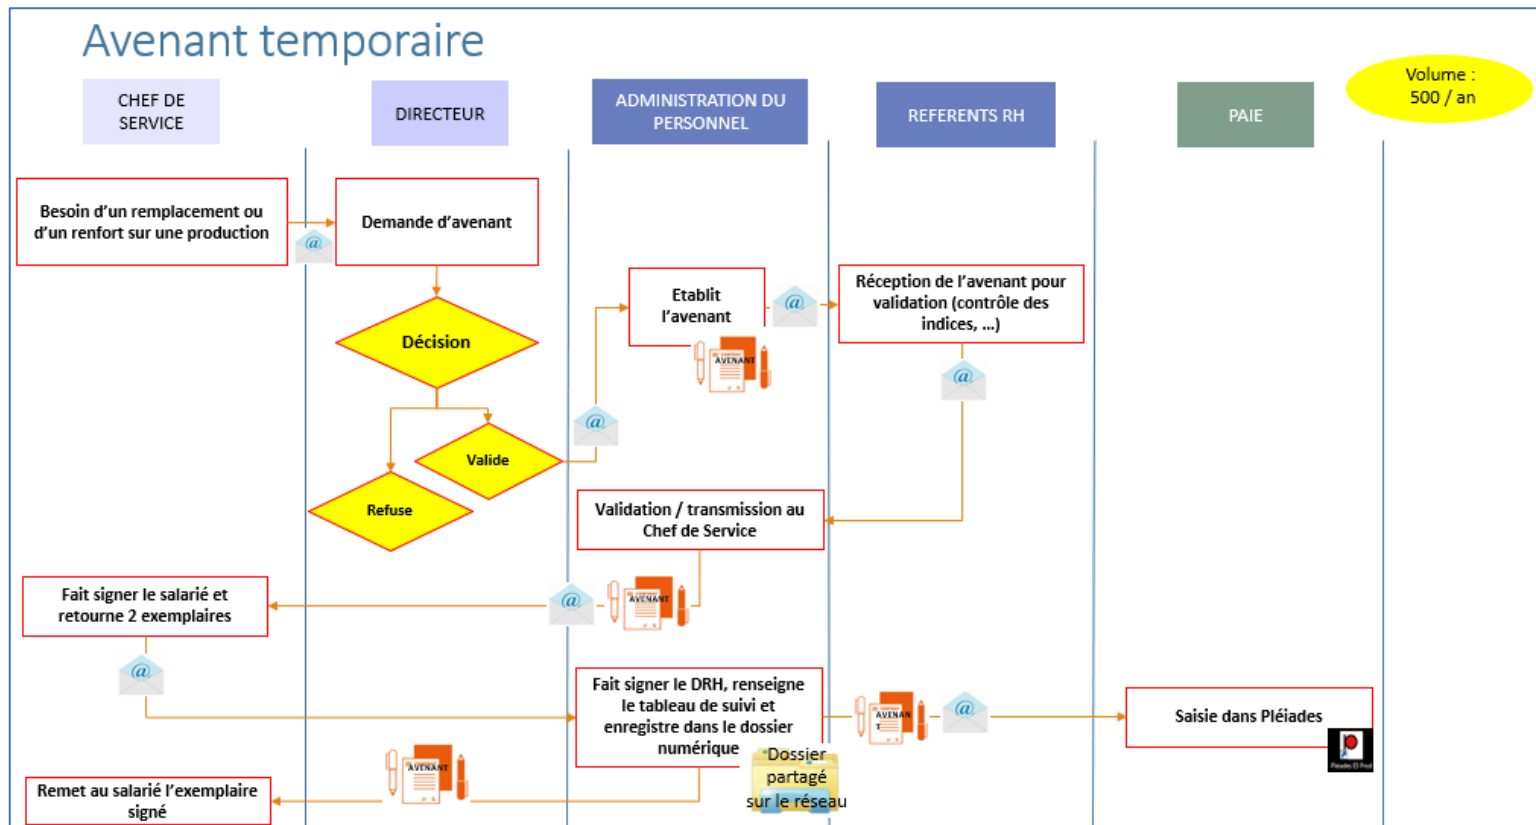 Avenant temporaire
CHEF DE
SERVICE
DIRECTEUR
ADMINISTRATION DU
PERSONNEL
REFERENTS RH
PAIE
Volume :
500 / an
Besoin d'un remplacement ou
d'un renfort sur une production
@
Demande d'avenant
Décision
Refuse
Valide
@
Etablit
l'avenant
AVENANT
@
Réception de l'avenant pour
validation (contrôle des
indices, ...)
@
Validation / transmission au
Chef de Service
AVENANT
@
Fait signer le salarié et
retourne 2 exemplaires
@
Fait signer le DRH, renseigne
le tableau de suivi et
enregistre dans le dossier
numérique
Dossier
partagé
sur le réseau
AVENAN
T
@
Saisie dans Pléiades
AVENANT
Remet au salarié l'exemplaire
signé